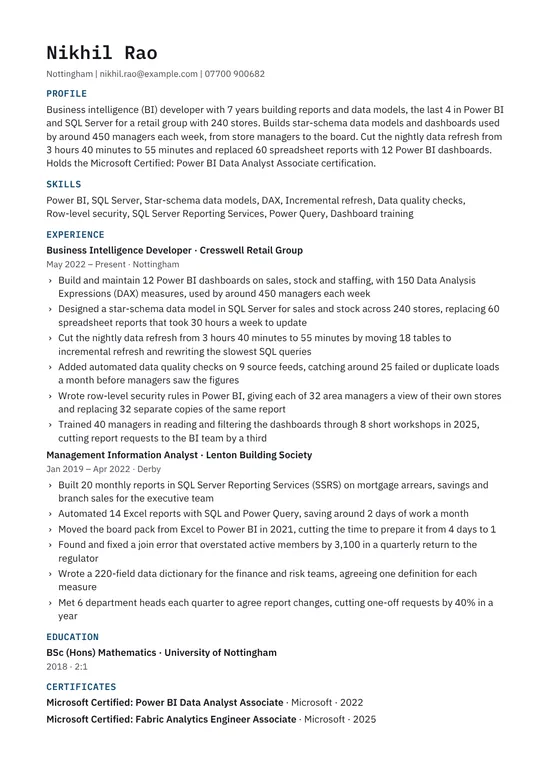 Nikhil Rao
Nottingham | nikhil.rao@example.com | 07700 900682
PROFILE
Business intelligence (BI) developer with 7 years building reports and data models, the last 4 in Power BI
and SQL Server for a retail group with 240 stores. Builds star-schema data models and dashboards used
by around 450 managers each week, from store managers to the board. Cut the nightly data refresh from
3 hours 40 minutes to 55 minutes and replaced 60 spreadsheet reports with 12 Power BI dashboards.
Holds the Microsoft Certified: Power BI Data Analyst Associate certification.
SKILLS
Power BI, SQL Server, Star-schema data models, DAX, Incremental refresh, Data quality checks,
Row-level security, SQL Server Reporting Services, Power Query, Dashboard training
EXPERIENCE
Business Intelligence Developer · Cresswell Retail Group
May 2022 – Present · Nottingham
› Build and maintain 12 Power BI dashboards on sales, stock and staffing, with 150 Data Analysis
Expressions (DAX) measures, used by around 450 managers each week
› Designed a star-schema data model in SQL Server for sales and stock across 240 stores, replacing 60
spreadsheet reports that took 30 hours a week to update
› Cut the nightly data refresh from 3 hours 40 minutes to 55 minutes by moving 18 tables to
incremental refresh and rewriting the slowest SQL queries
› Added automated data quality checks on 9 source feeds, catching around 25 failed or duplicate loads
a month before managers saw the figures
› Wrote row-level security rules in Power BI, giving each of 32 area managers a view of their own stores
and replacing 32 separate copies of the same report
› Trained 40 managers in reading and filtering the dashboards through 8 short workshops in 2025,
cutting report requests to the BI team by a third
Management Information Analyst · Lenton Building Society
Jan 2019 – Apr 2022 · Derby
› Built 20 monthly reports in SQL Server Reporting Services (SSRS) on mortgage arrears, savings and
branch sales for the executive team
› Automated 14 Excel reports with SQL and Power Query, saving around 2 days of work a month
› Moved the board pack from Excel to Power BI in 2021, cutting the time to prepare it from 4 days to 1
› Found and fixed a join error that overstated active members by 3,100 in a quarterly return to the
regulator
› Wrote a 220-field data dictionary for the finance and risk teams, agreeing one definition for each
measure
› Met 6 department heads each quarter to agree report changes, cutting one-off requests by 40% in a
year
EDUCATION
BSc (Hons) Mathematics · University of Nottingham
2018 · 2:1
CERTIFICATES
Microsoft Certified: Power BI Data Analyst Associate · Microsoft · 2022
Microsoft Certified: Fabric Analytics Engineer Associate · Microsoft · 2025